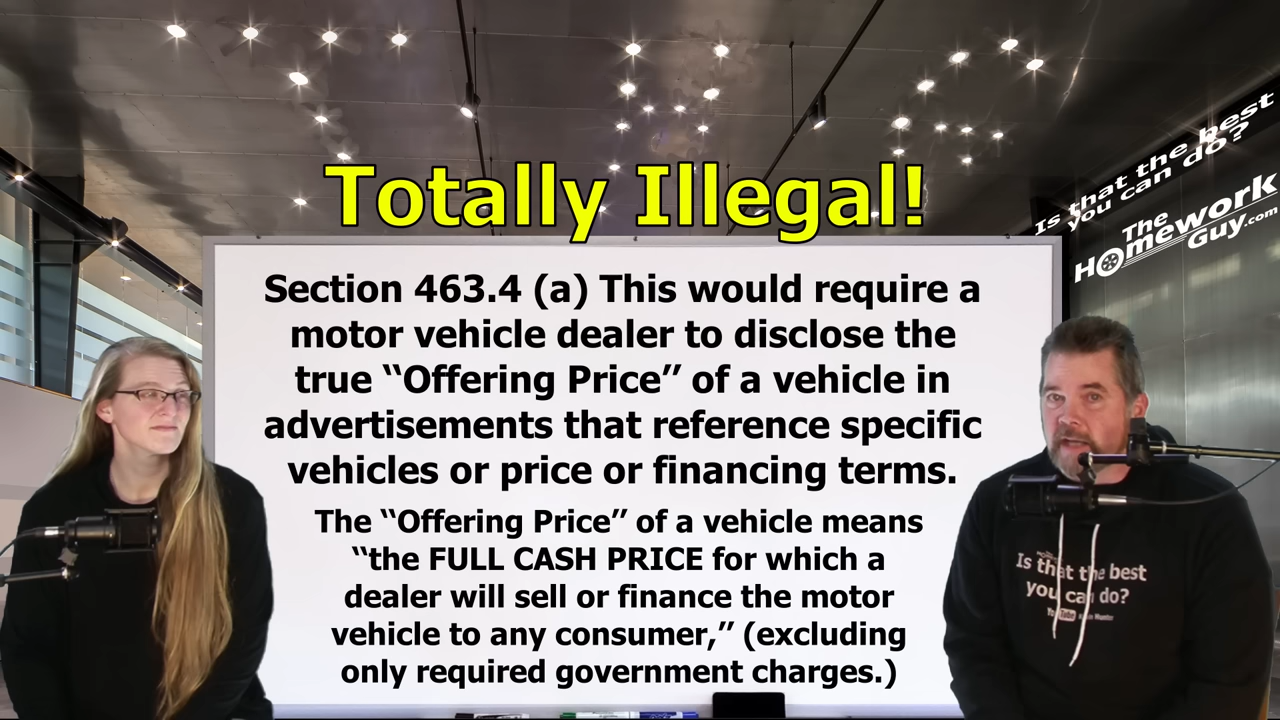 Totally Illegal!
Section 463.4 (a) This would require a
motor vehicle dealer to disclose the
true “Offering Price” of a vehicle in
advertisements that reference specific
vehicles or price or financing terms.
The “Offering Price” of a vehicle means
“the FULL CASH PRICE for which a
dealer will sell or finance the motor
vehicle to any consumer,” (excluding
only required government charges.)
Is that the best
you can do?
The
Homework
Guy.com
Is that the best
you can do?
YouTube